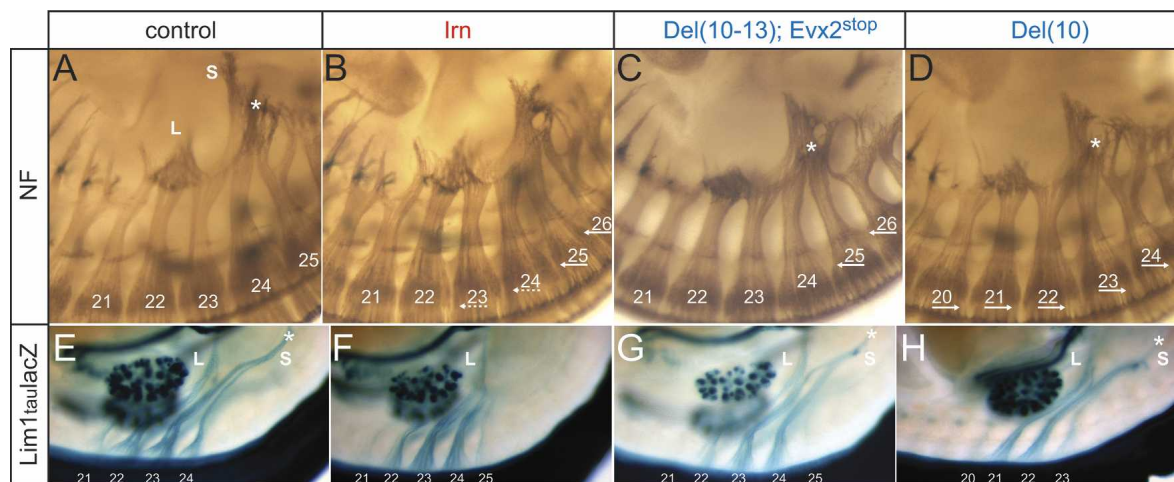 control Irn Del(10-13); Evx2stop Del(10)
NF
A S * L 21 22 23 24 25
B 21 22 23 24 25 26
C * 21 22 23 24 25 26
D * 20 21 22 23 24
Lim1taulacZ
E L * S 21 22 23 24
F L 21 22 23 24 25
G L * S 21 22 23 24 25
H L * S 20 21 22 23